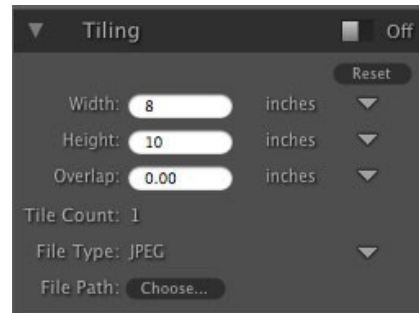 Tiling Off
Reset
Width: 8 inches
Height: 10 inches
Overlap: 0.00 inches
Tile Count: 1
File Type: JPEG
File Path: Choose...